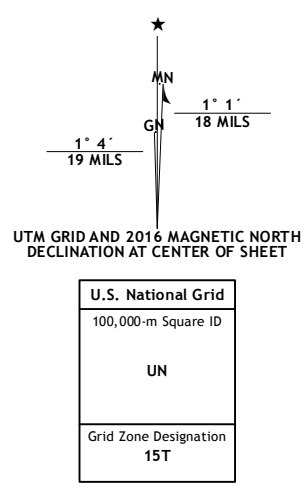 ★
MN
1° 1´
18 MILS
GN
1° 4´
19 MILS
UTM GRID AND 2016 MAGNETIC NORTH
DECLINATION AT CENTER OF SHEET
U.S. National Grid
100,000-m Square ID
UN
Grid Zone Designation
15T